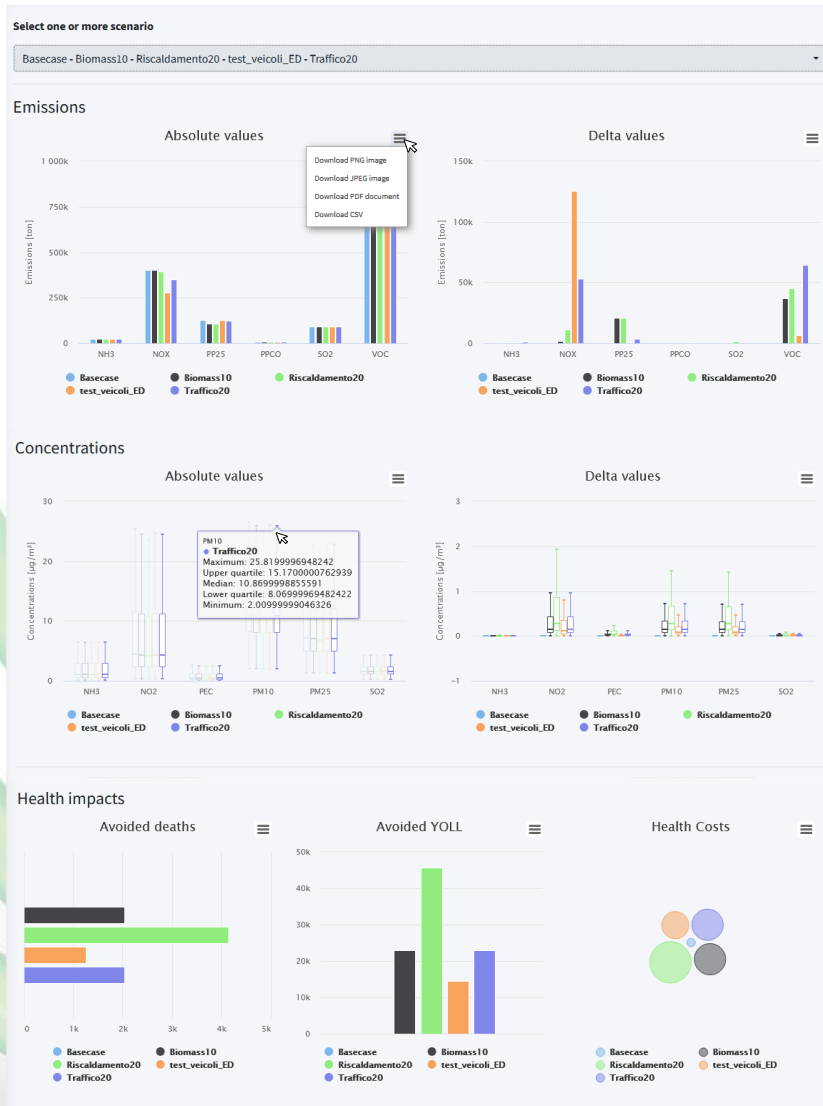 Select one or more scenario
Basecase - Biomass10 - Riscaldamento20 - test_veicoli_ED - Traffico20
Emissions
Absolute values
Download PNG image
Download JPEG image
Download PDF document
Download CSV
Emissions [ton]
1 000k
750k
500k
250k
0
NH3 NOX PP25 PPCO SO2 VOC
Basecase Biomass10 Riscaldamento20
test_veicoli_ED Traffico20
Delta values
Emissions [ton]
150k
100k
50k
0
NH3 NOX PP25 PPCO SO2 VOC
Basecase Biomass10 Riscaldamento20
test_veicoli_ED Traffico20
Concentrations
Absolute values
Concentrations [µg/m³]
30
20
10
0
PM10
Traffico20
Maximum: 25.8199996948242
Upper quartile: 15.1700000762939
Median: 10.8699998855591
Lower quartile: 8.06999969482422
Minimum: 2.00999999046326
NH3 NO2 PEC PM10 PM25 SO2
Basecase Biomass10 Riscaldamento20
test_veicoli_ED Traffico20
Delta values
Concentrations [µg/m³]
3
2
1
0
-1
NH3 NO2 PEC PM10 PM25 SO2
Basecase Biomass10 Riscaldamento20
test_veicoli_ED Traffico20
Health impacts
Avoided deaths
0 1k 2k 3k 4k 5k
Basecase Biomass10
Riscaldamento20 test_veicoli_ED
Traffico20
Avoided YOLL
50k
40k
30k
20k
10k
0
Basecase Biomass10
Riscaldamento20 test_veicoli_ED
Traffico20
Health Costs
Basecase Biomass10
Riscaldamento20 test_veicoli_ED
Traffico20